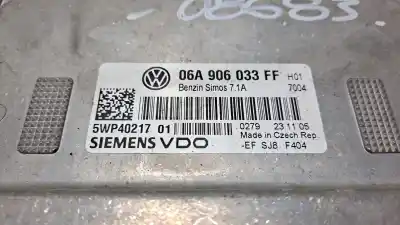 08683
06A 906 033 FF H01
Benzin Simos 7.1A 7004
5WP40217 01
0279 23 11 05
Made in Czech Rep.
SIEMENS VDO
-EF SJ8 F404